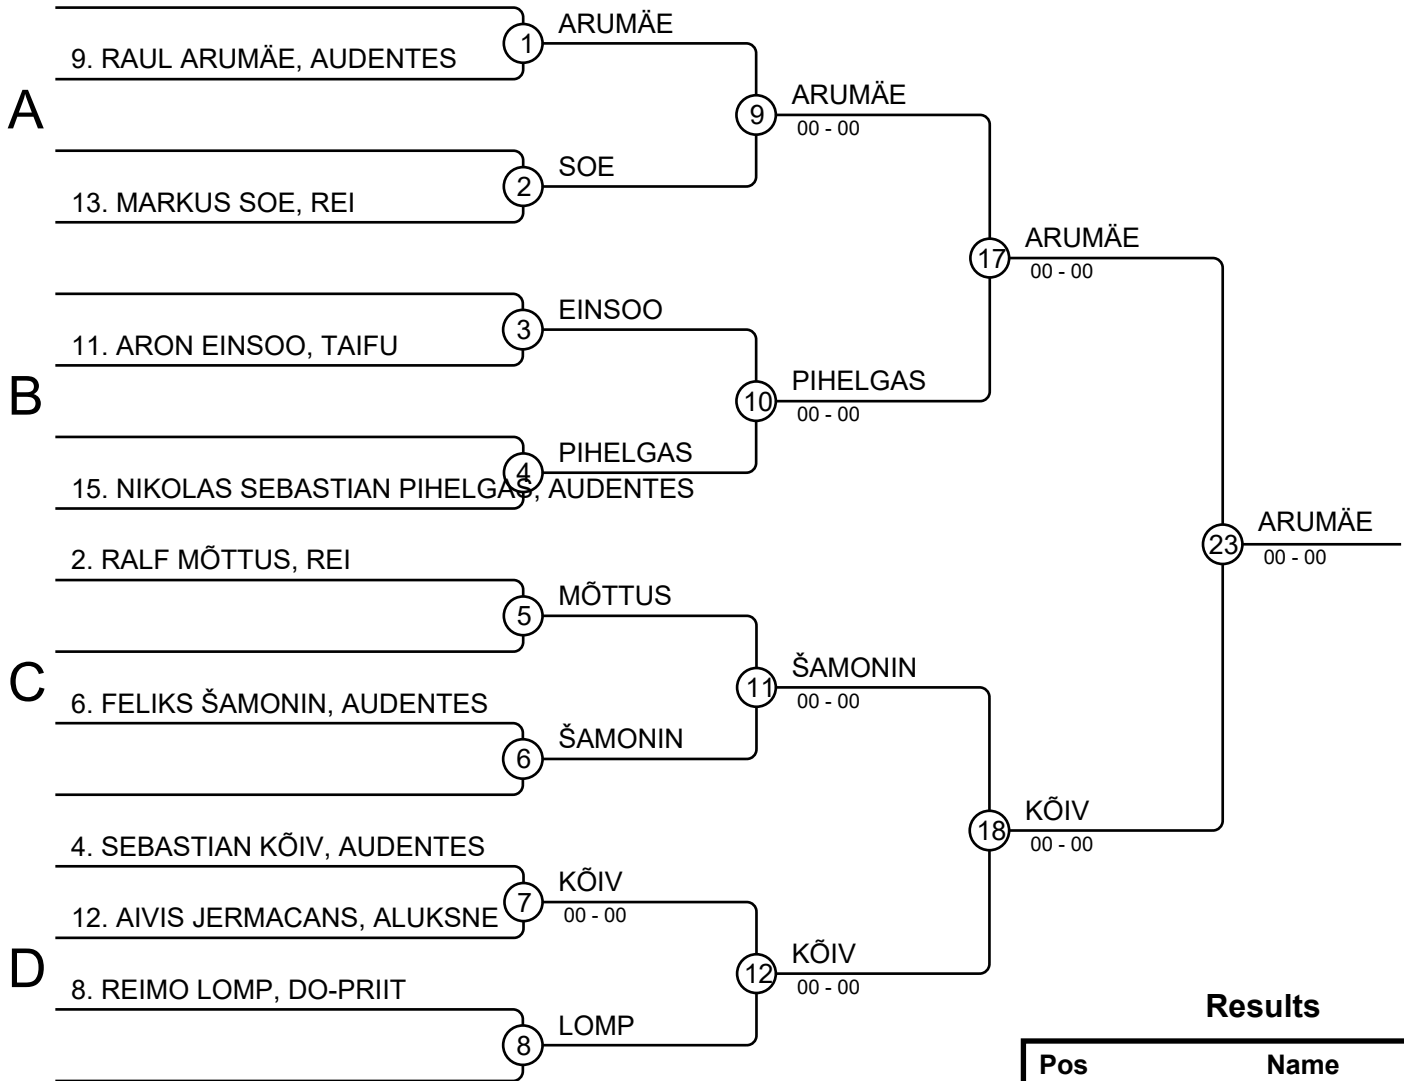 ARUMÄE
1
9. RAUL ARUMÄE, AUDENTES
A
ARUMÄE
9
00 - 00
SOE
2
13. MARKUS SOE, REI
ARUMÄE
17
00 - 00
EINSOO
3
11. ARON EINSOO, TAIFU
B
PIHELGAS
10
00 - 00
PIHELGAS
4
15. NIKOLAS SEBASTIAN PIHELGAS, AUDENTES
ARUMÄE
23
00 - 00
2. RALF MÕTTUS, REI
MÕTTUS
5
C
ŠAMONIN
11
00 - 00
6. FELIKS ŠAMONIN, AUDENTES
ŠAMONIN
6
KÕIV
18
00 - 00
4. SEBASTIAN KÕIV, AUDENTES
KÕIV
7
00 - 00
12. AIVIS JERMACANS, ALUKSNE
D
KÕIV
12
00 - 00
8. REIMO LOMP, DO-PRIIT
LOMP
8
Results
Pos Name